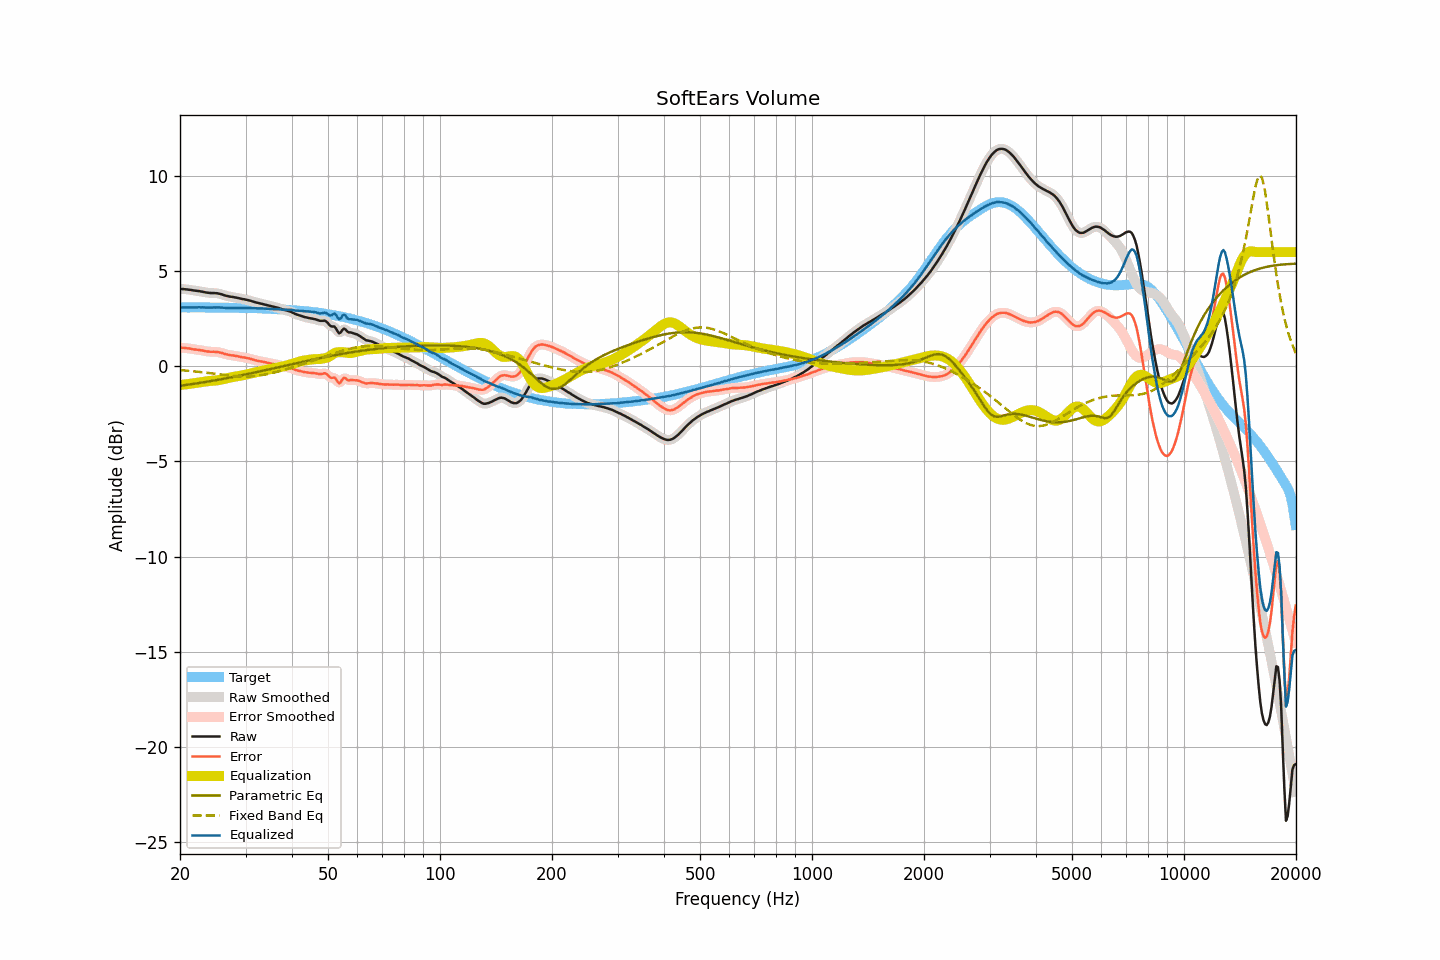 SoftEars Volume
Amplitude (dBr)
10
5
0
−5
−10
−15
−20
−25
Target
Raw Smoothed
Error Smoothed
Raw
Error
Equalization
Parametric Eq
Fixed Band Eq
Equalized
20 50 100 200 500 1000 2000 5000 10000 20000
Frequency (Hz)